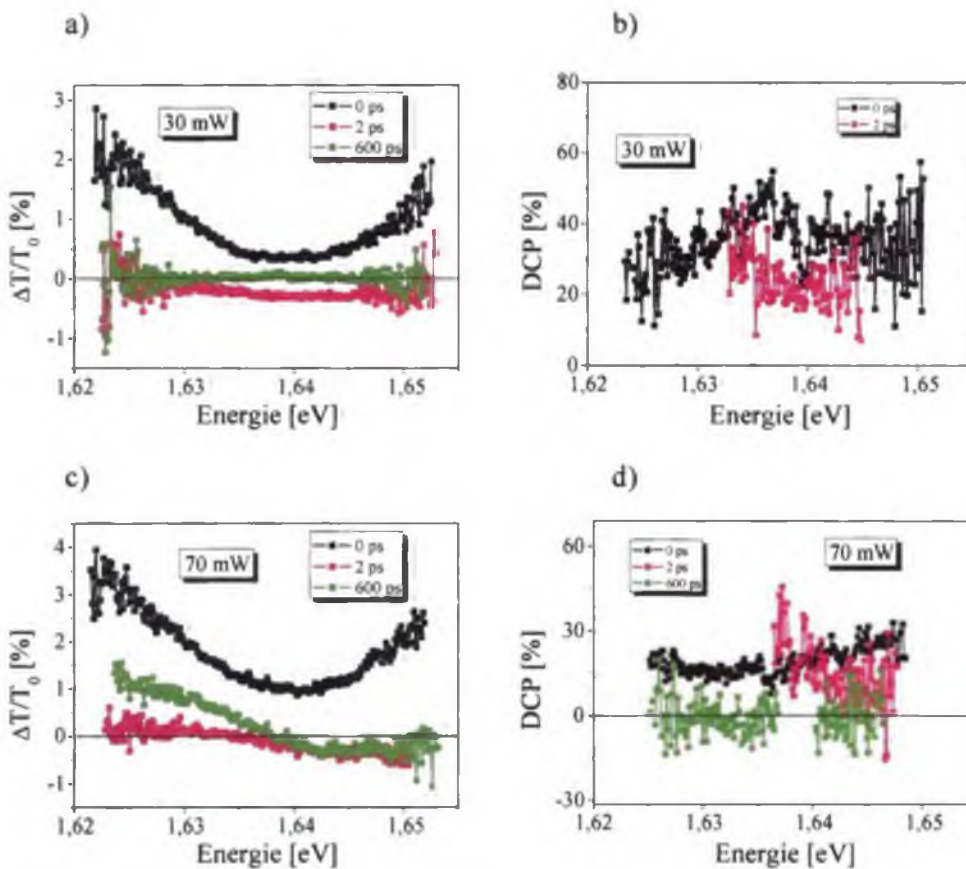 a)
30 mW
0 ps
2 ps
600 ps
3
2
1
0
-1
ΔT/T0 [%]
1,62
1,63
1,64
1,65
Energie [eV]
b)
30 mW
0 ps
2 ps
80
60
40
20
0
DCP [%]
1,62
1,63
1,64
1,65
Energie [eV]
c)
70 mW
0 ps
2 ps
600 ps
4
3
2
1
0
-1
ΔT/T0 [%]
1,62
1,63
1,64
1,65
Energie [eV]
d)
0 ps
2 ps
600 ps
70 mW
60
30
0
-30
DCP [%]
1,62
1,63
1,64
1,65
Energie [eV]